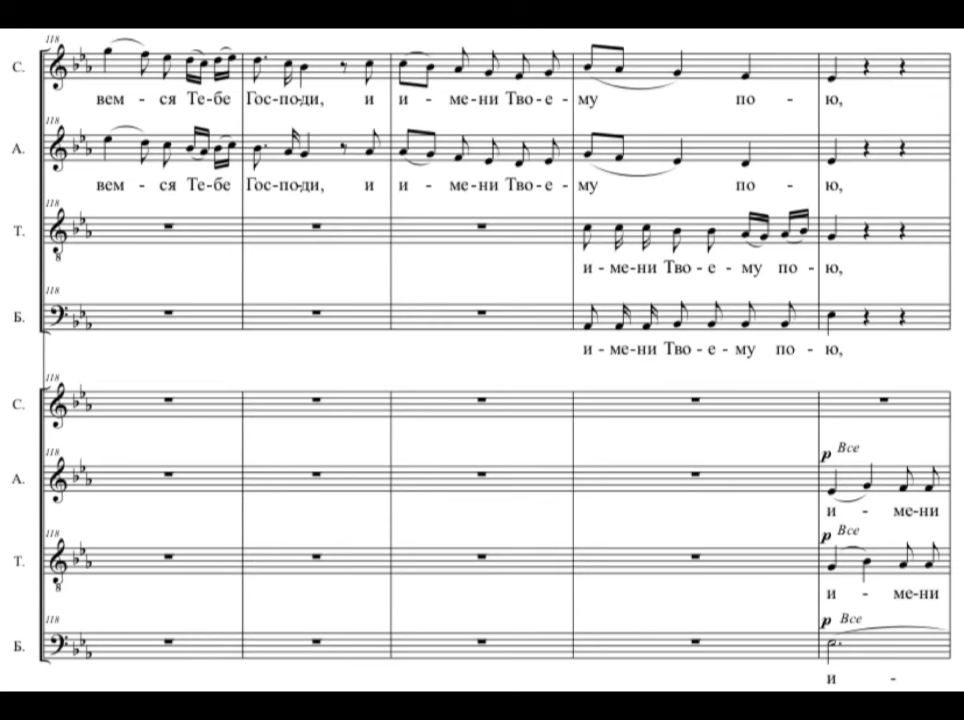 118
С.
вем - ся Те-бе Гос-по-ди, и и - ме-ни Тво-е-му по - ю,
118
А.
вем - ся Те-бе Гос-по-ди, и и - ме-ни Тво-е-му по - ю,
118
Т.
8
и-ме-ни Тво-е-му по-ю,
118
Б.
и-ме-ни Тво-е-му по-ю,
118
С.
118
p Все
А.
и - ме-ни
118
p Все
Т.
8
и - ме-ни
118
p Все
Б.
и -